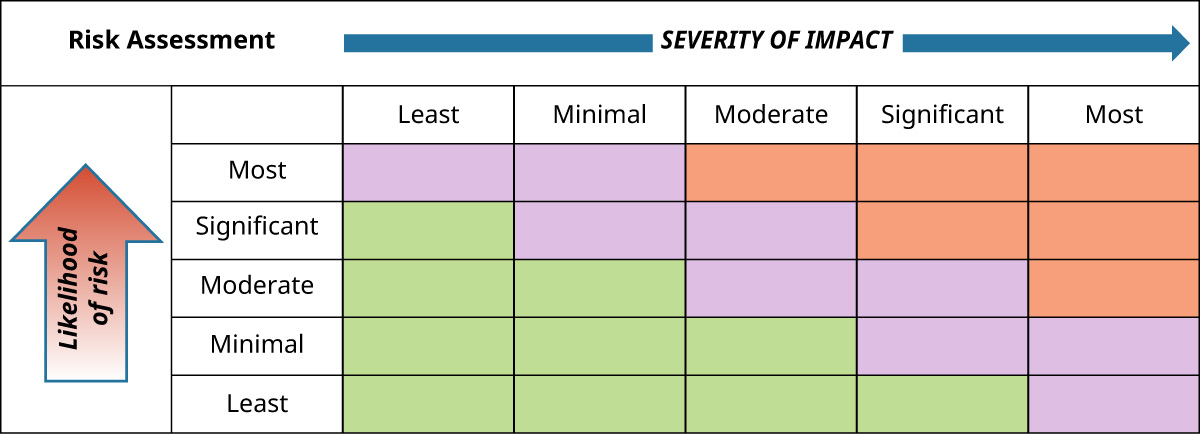 Risk Assessment
SEVERITY OF IMPACT
Least
Minimal
Moderate
Significant
Most
Likelihood
of risk
Most
Significant
Moderate
Minimal
Least